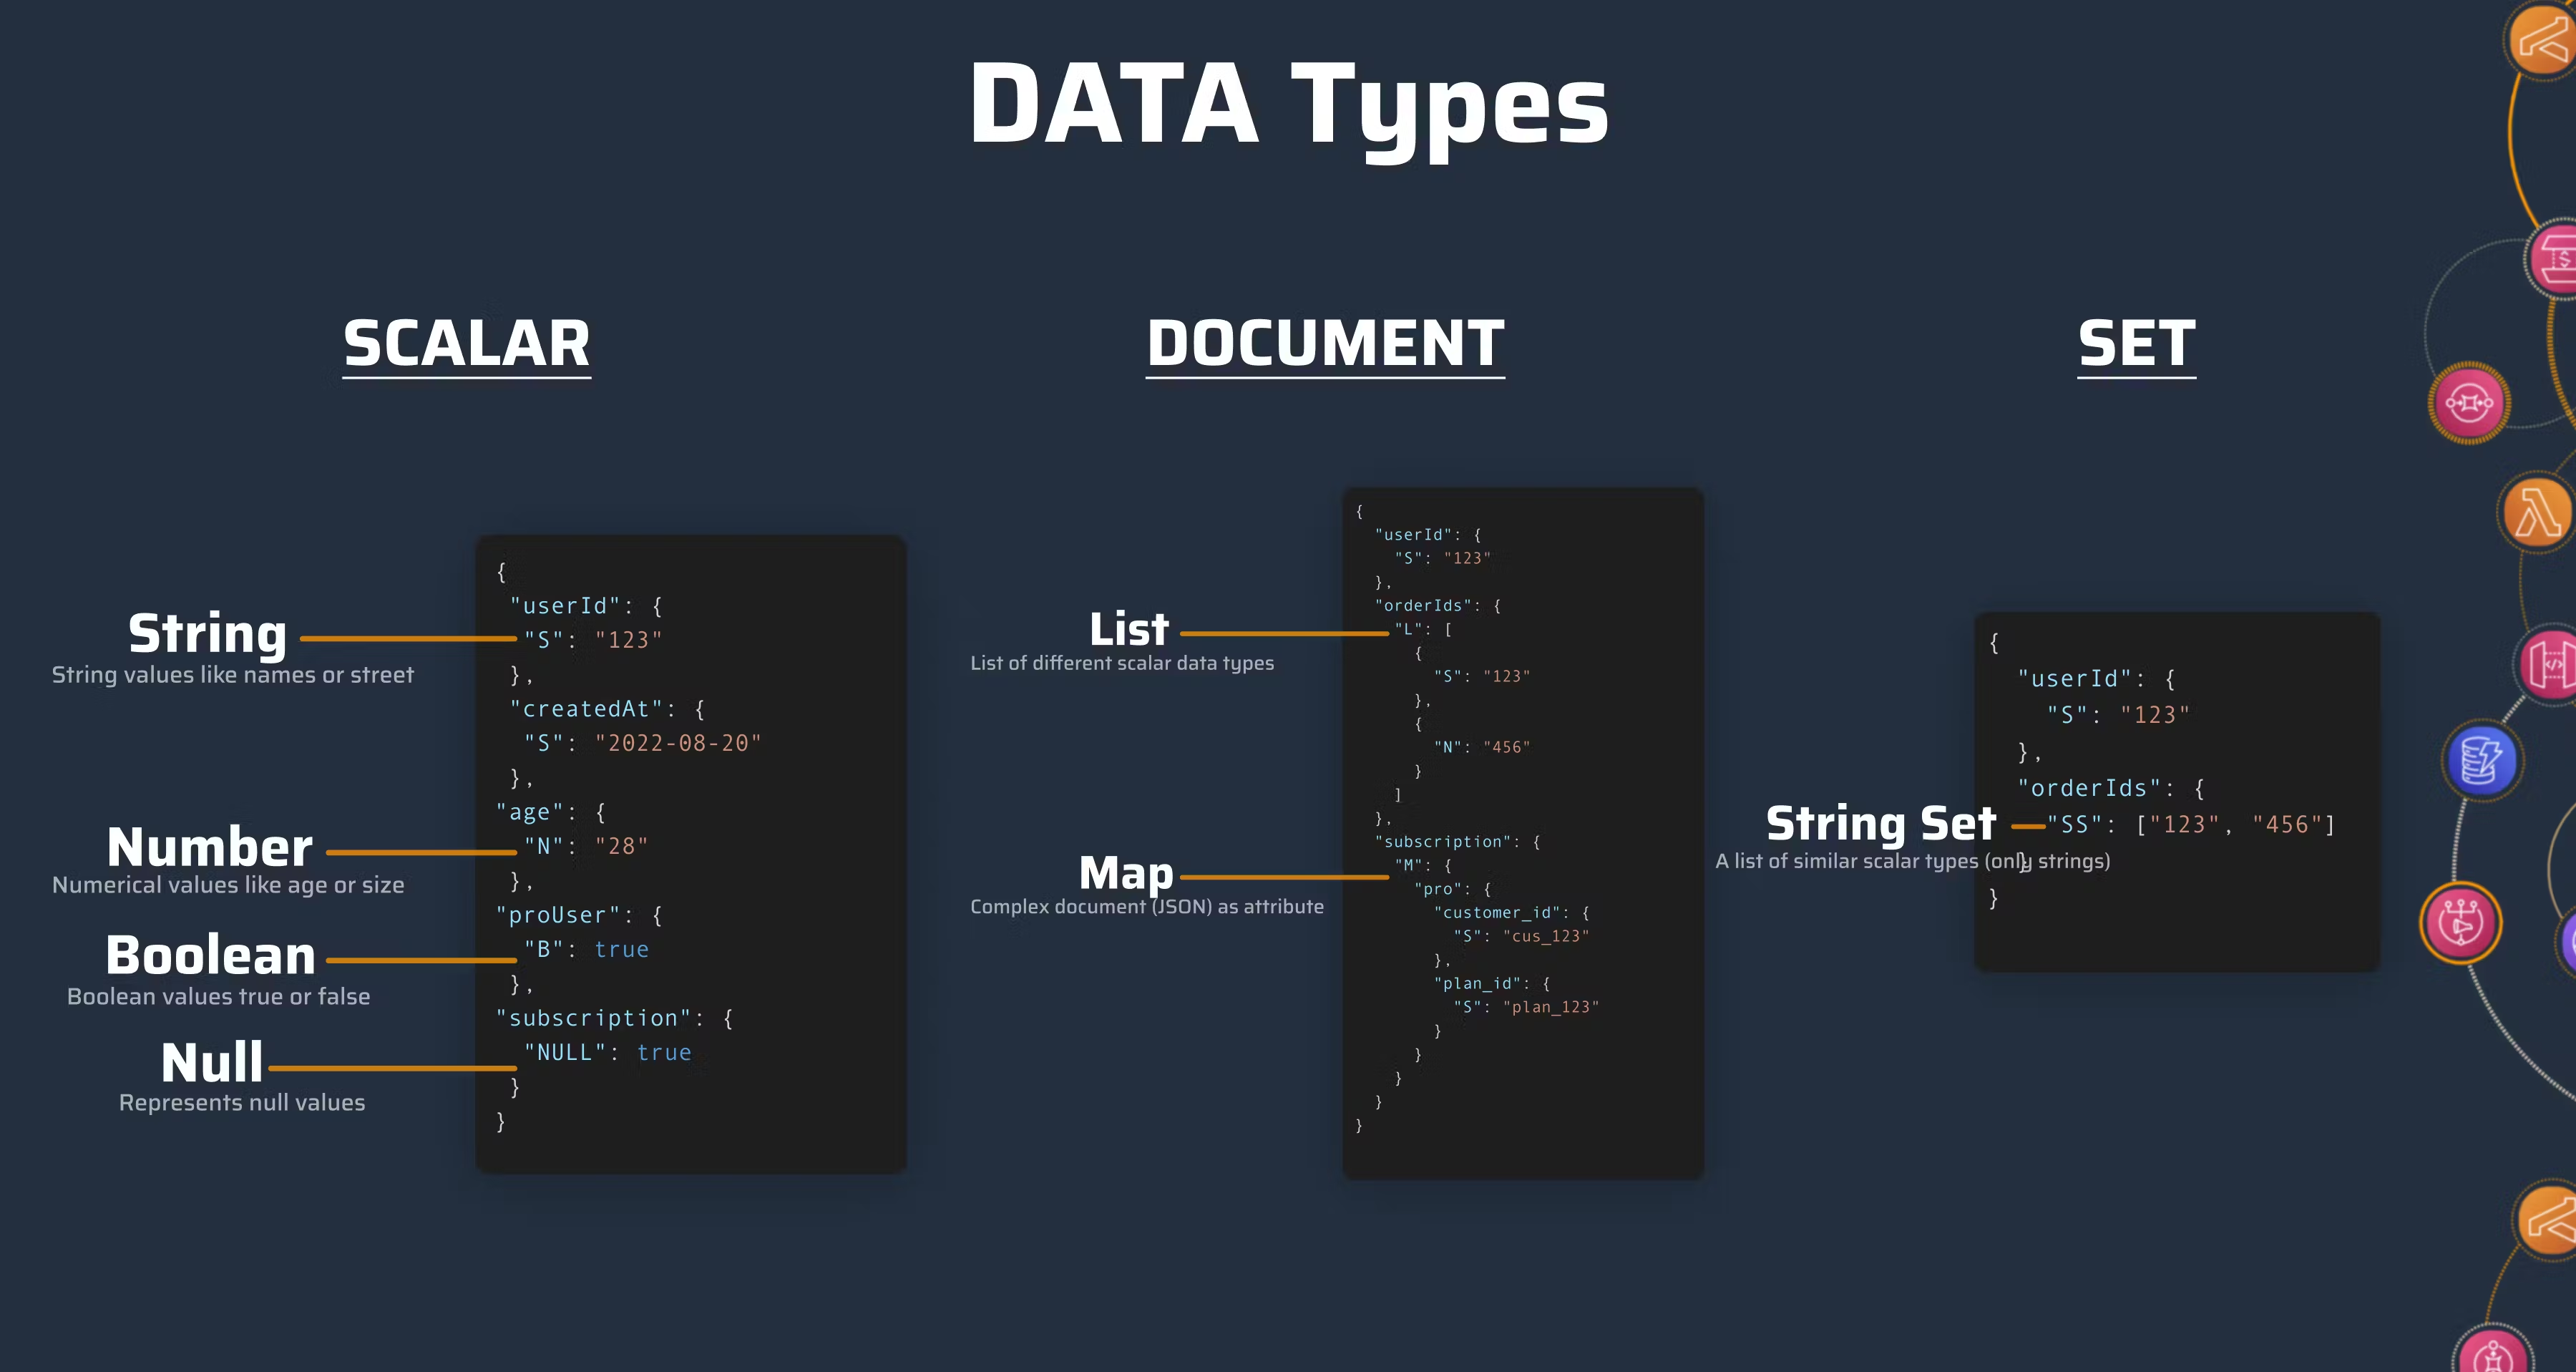 DATA Types
SCALAR
String
String values like names or street
Number
Numerical values like age or size
Boolean
Boolean values true or false
Null
Represents null values
{
"userId": {
"S": "123"
},
"createdAt": {
"S": "2022-08-20"
},
"age": {
"N": "28"
},
"proUser": {
"B": true
},
"subscription": {
"NULL": true
}
}
DOCUMENT
List
List of different scalar data types
Map
Complex document (JSON) as attribute
{
"userId": {
"S": "123"
},
"orderIds": {
"L": [
{
"S": "123"
},
{
"N": "456"
}
]
},
"subscription": {
"M": {
"pro": {
"customer_id": {
"S": "cus_123"
},
"plan_id": {
"S": "plan_123"
}
}
}
}
}
SET
String Set
A list of similar scalar types (only strings)
{
"userId": {
"S": "123"
},
"orderIds": {
"SS": ["123", "456"]
}
}